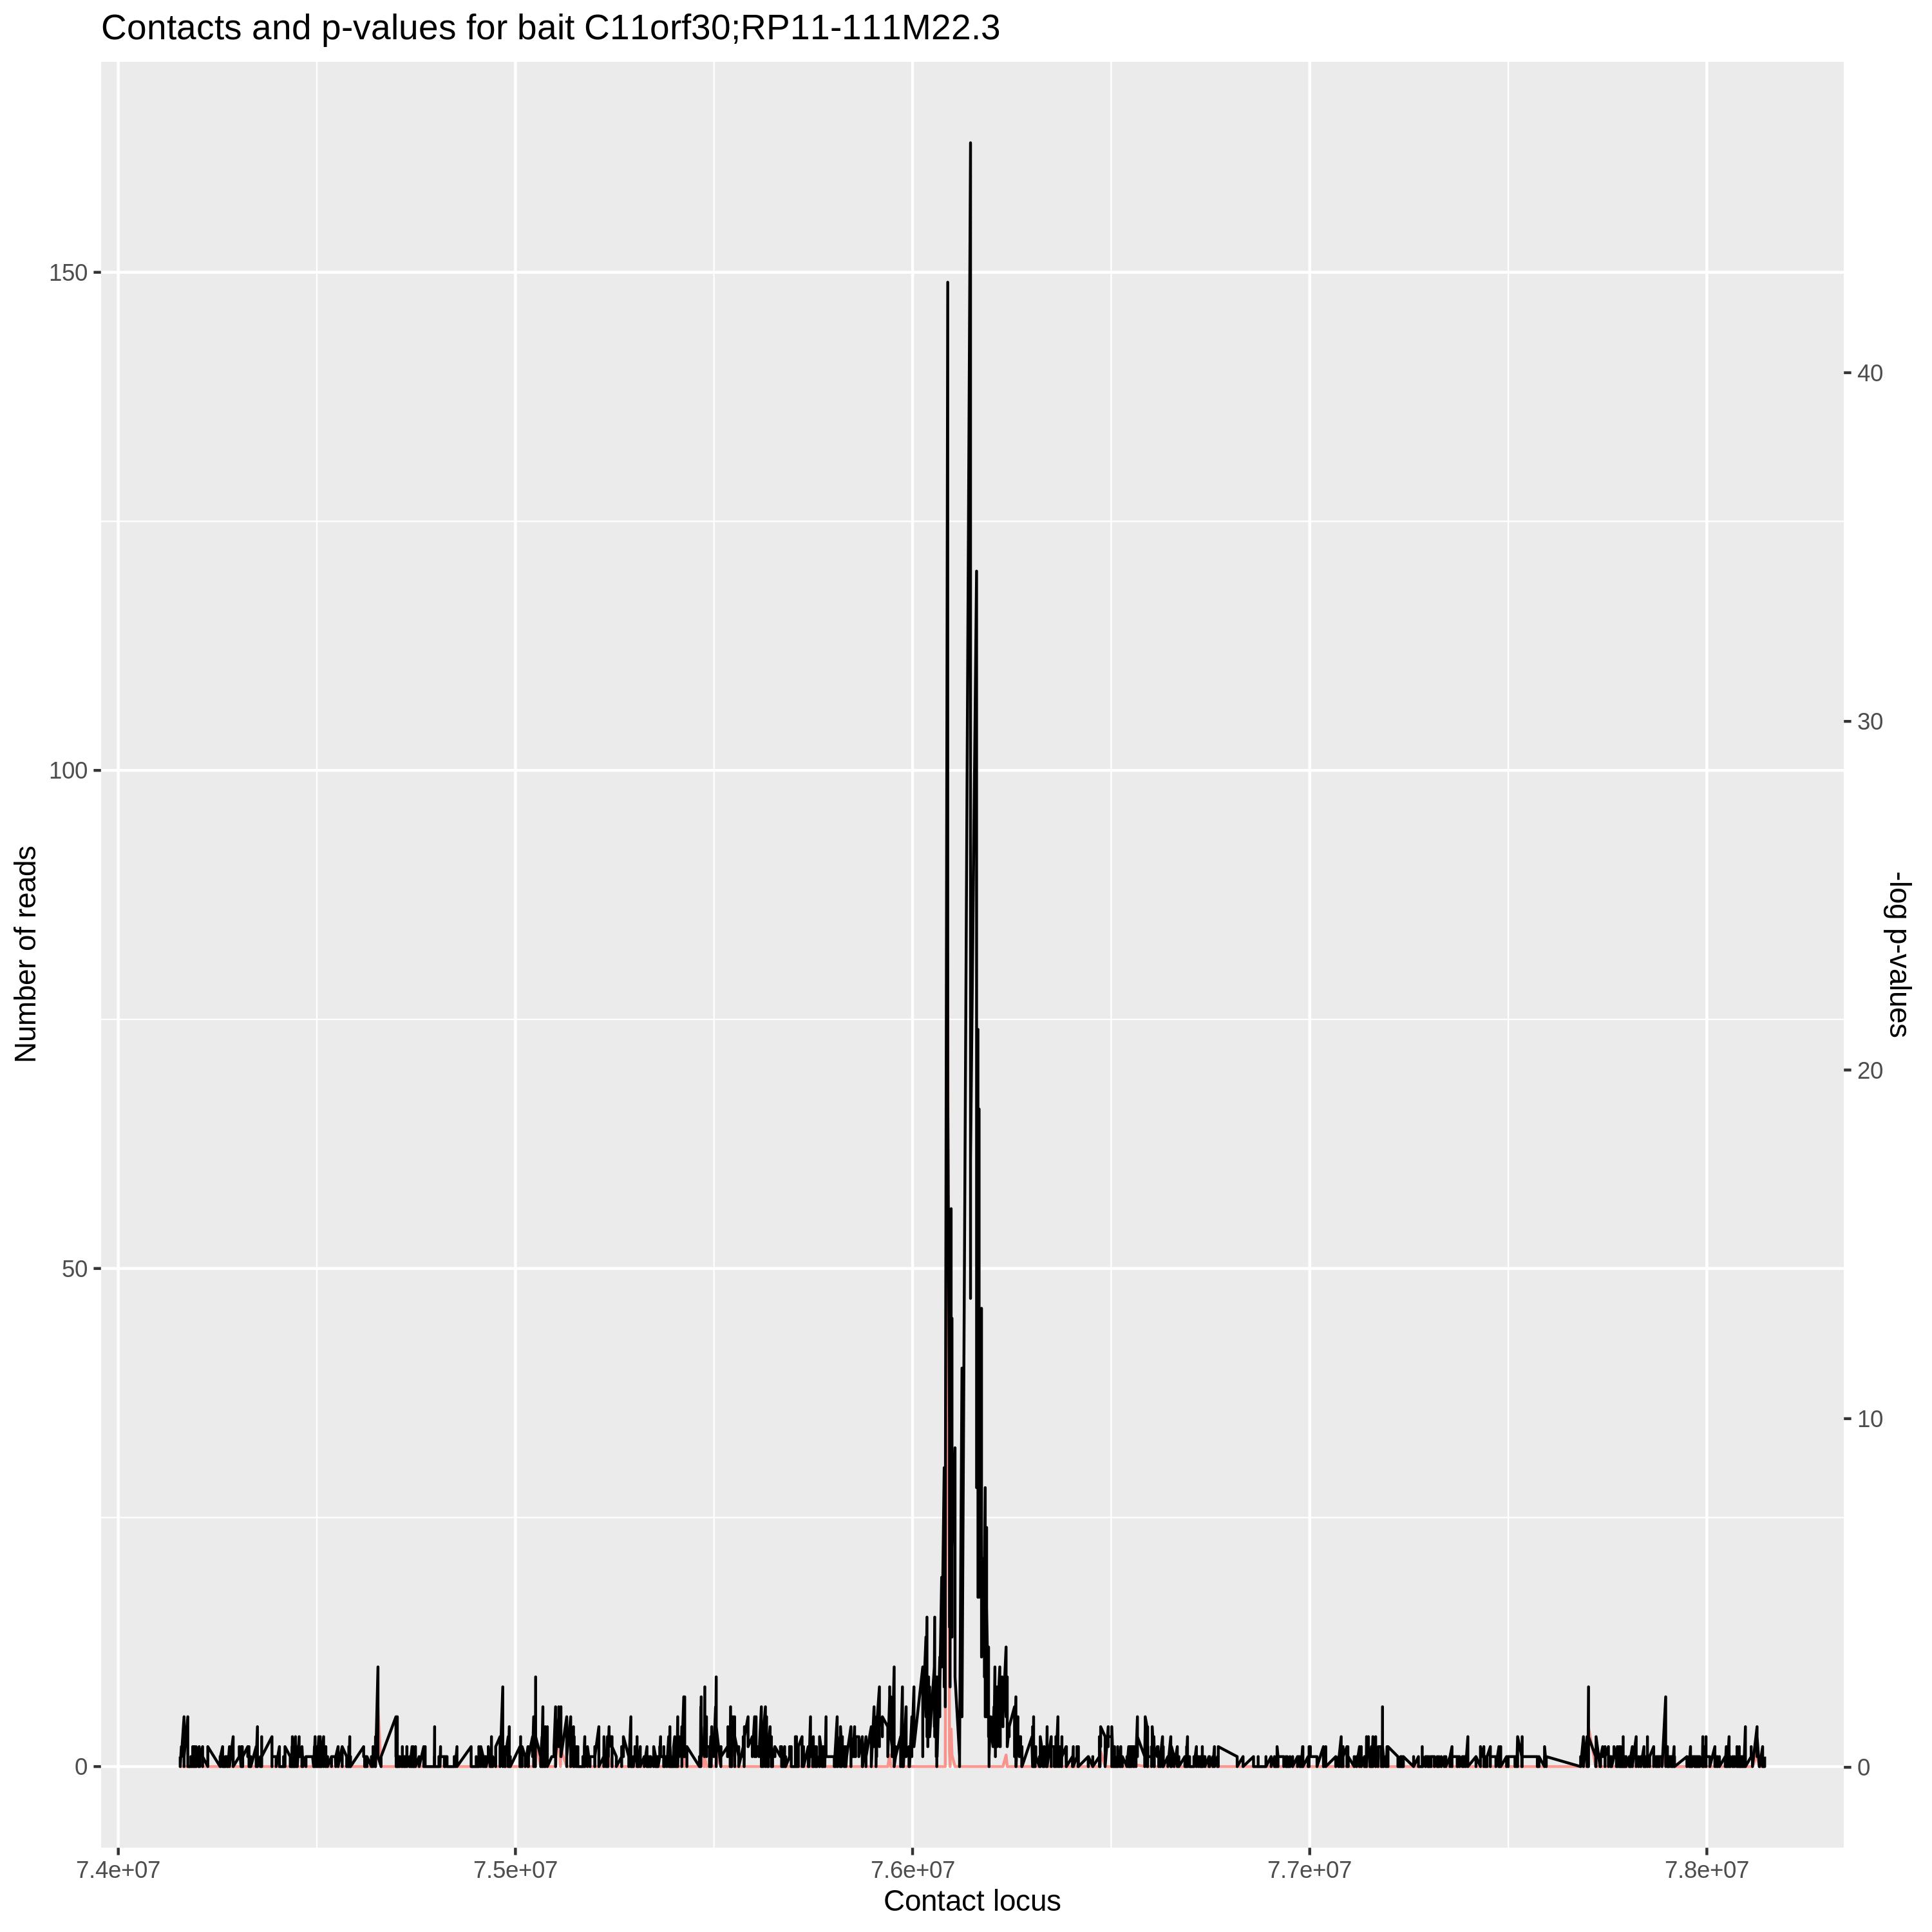 Contacts and p-values for bait C11orf30;RP11-111M22.3
150
100
50
0
Number of reads
40
30
20
10
0
-log p-values
7.4e+07
7.5e+07
7.6e+07
7.7e+07
7.8e+07
Contact locus